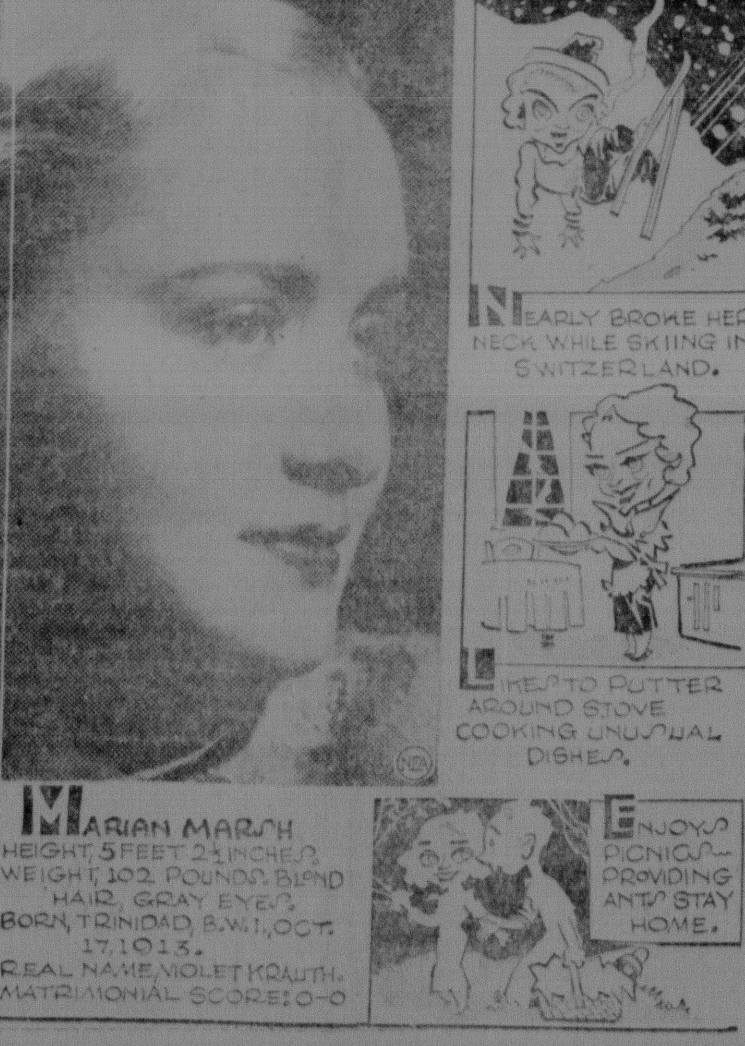 NEARLY BROKE HER
NECK WHILE SKIING IN
SWITZERLAND.
LIKES TO PUTTER
AROUND STOVE
COOKING UNUSUAL
DISHES.
NEA
MARIAN MARSH
HEIGHT, 5 FEET 2½ INCHES.
WEIGHT, 102 POUNDS. BLOND
HAIR, GRAY EYES.
BORN, TRINIDAD, B.W.I., OCT.
17, 1913.
REAL NAME, VIOLET KRAUTH.
MATRIMONIAL SCORE: 0-0
ENJOYS
PICNICS—
PROVIDING
ANTS STAY
HOME.